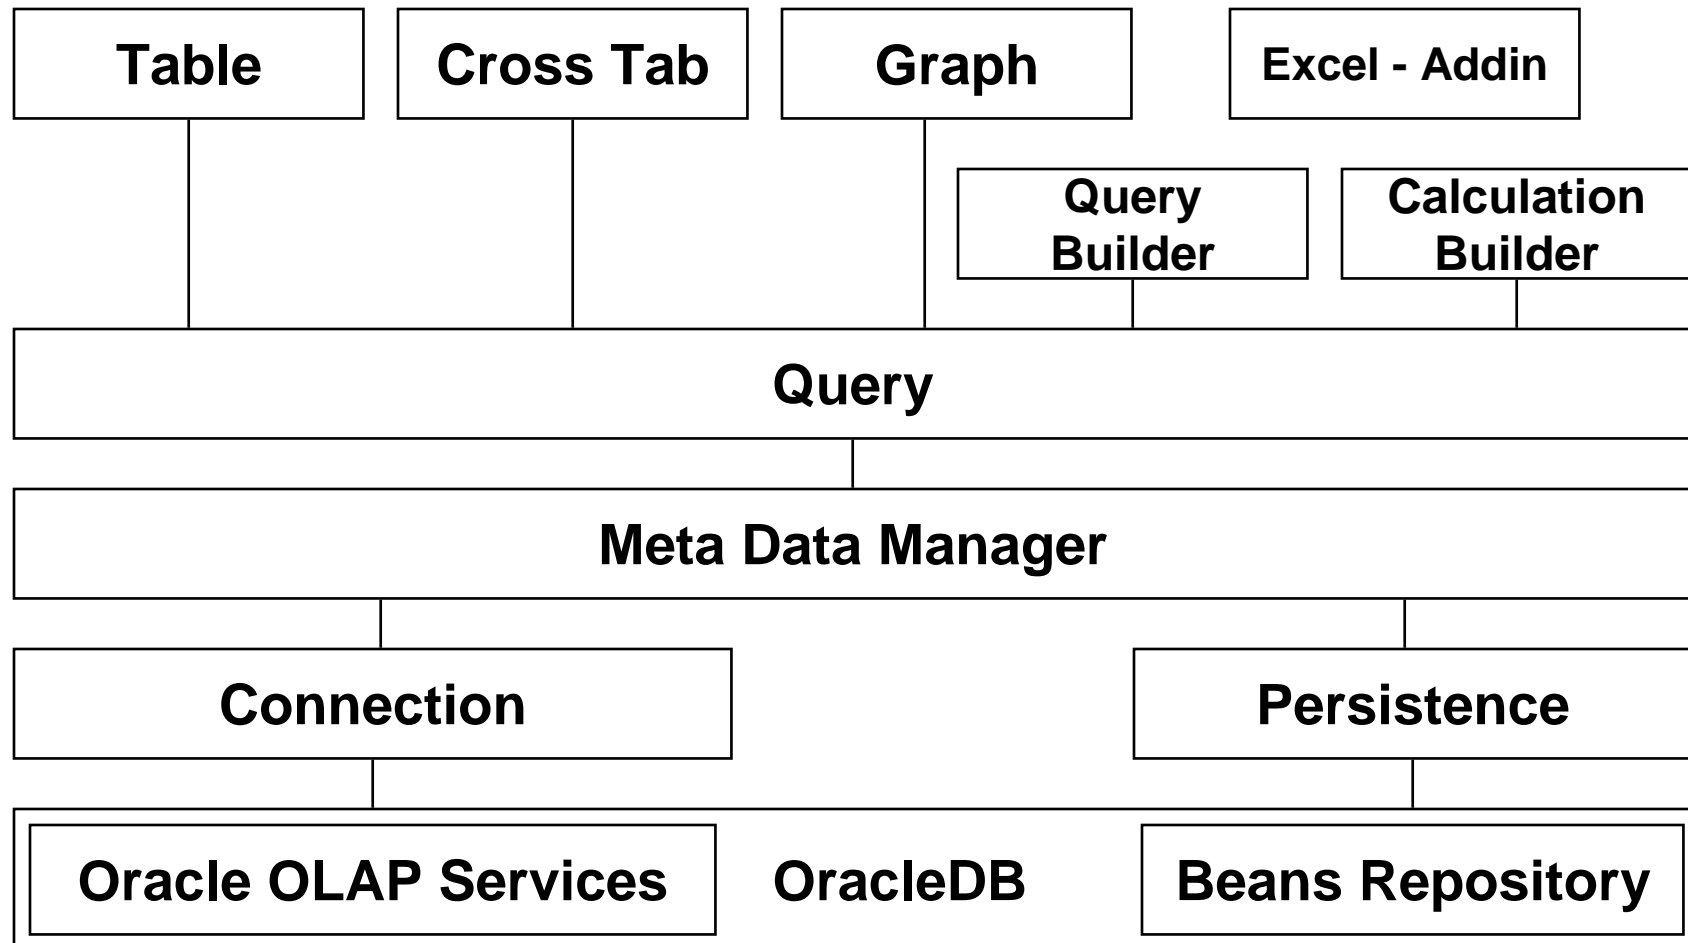 Table
Cross Tab
Graph
Excel - Addin
Query
Builder
Calculation
Builder
Query
Meta Data Manager
Connection
Persistence
Oracle OLAP Services
OracleDB
Beans Repository